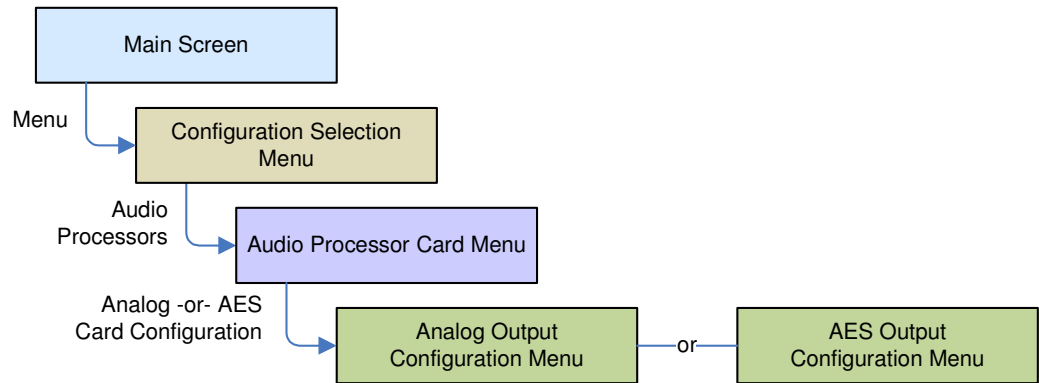 Main Screen
Menu
Configuration Selection
Menu
Audio
Processors
Audio Processor Card Menu
Analog -or- AES
Card Configuration
Analog Output
Configuration Menu
or
AES Output
Configuration Menu